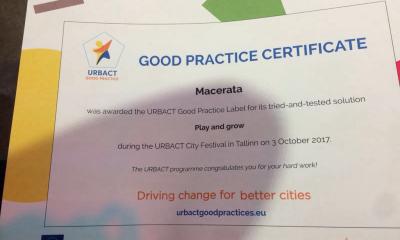 URBACT
GOOD PRACTICE
GOOD PRACTICE CERTIFICATE
Macerata
was awarded the URBACT Good Practice Label for its tried-and-tested solution
Play and grow
during the URBACT City Festival in Tallinn on 3 October 2017.
The URBACT programme congratulates you for your hard work!
Driving change for better cities
urbactgoodpractices.eu